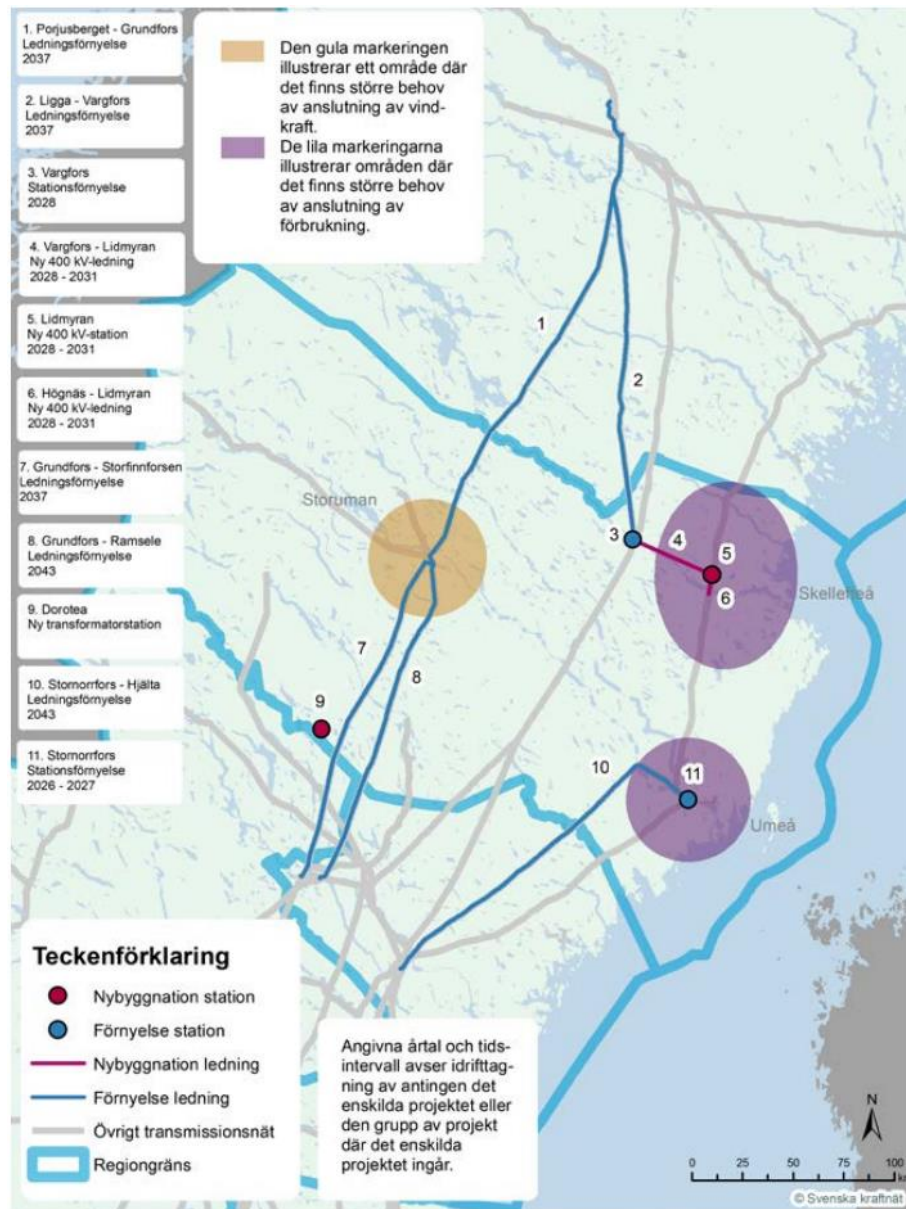 1. Porjusberget - Grundfors
Ledningsförnyelse
2037
2. Ligga - Vargfors
Ledningsförnyelse
2037
3. Vargfors
Stationsförnyelse
2028
4. Vargfors - Lidmyran
Ny 400 kV-ledning
2028 - 2031
5. Lidmyran
Ny 400 kV-station
2028 - 2031
6. Högnäs - Lidmyran
Ny 400 kV-ledning
2028 - 2031
7. Grundfors - Storfinnforsen
Ledningsförnyelse
2037
8. Grundfors - Ramsele
Ledningsförnyelse
2043
9. Dorotea
Ny transformatorstation
10. Stornorrfors - Hjälta
Ledningsförnyelse
2043
11. Stornorrfors
Stationsförnyelse
2026 - 2027
Den gula markeringen
illustrerar ett område där
det finns större behov
av anslutning av vind-
kraft.
De lila markeringarna
illustrerar områden där
det finns större behov
av anslutning av
förbrukning.
1
2
Storuman
3
4
5
6
Skellefteå
7
8
9
10
11
Umeå
Teckenförklaring
Nybyggnation station
Förnyelse station
Nybyggnation ledning
Förnyelse ledning
Övrigt transmissionsnät
Regiongräns
Angivna årtal och tids-
intervall avser idrifttag-
ning av antingen det
enskilda projektet eller
den grupp av projekt
där det enskilda
projektet ingår.
N
0 25 50 75 100
km
© Svenska kraftnät